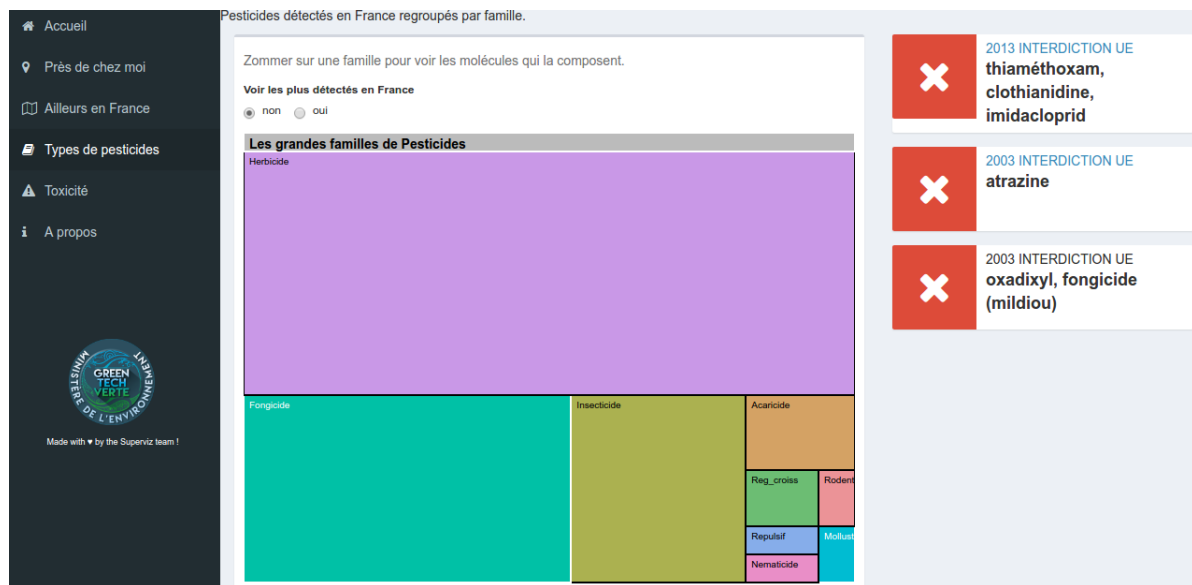 Accueil
Près de chez moi
Ailleurs en France
Types de pesticides
Toxicité
A propos
MINISTÈRE DE L'ENVIRONNEMENT
GREEN
TECH
VERTE
Made with ♥ by the Superviz team !
Pesticides détectés en France regroupés par famille.
Zommer sur une famille pour voir les molécules qui la composent.
Voir les plus détectés en France
non oui
Les grandes familles de Pesticides
Herbicide
Fongicide
Insecticide
Acaricide
Reg_croiss
Rodent
Repulsif
Mollust
Nematicide
2013 INTERDICTION UE
thiaméthoxam,
clothianidine,
imidacloprid
2003 INTERDICTION UE
atrazine
2003 INTERDICTION UE
oxadixyl, fongicide
(mildiou)